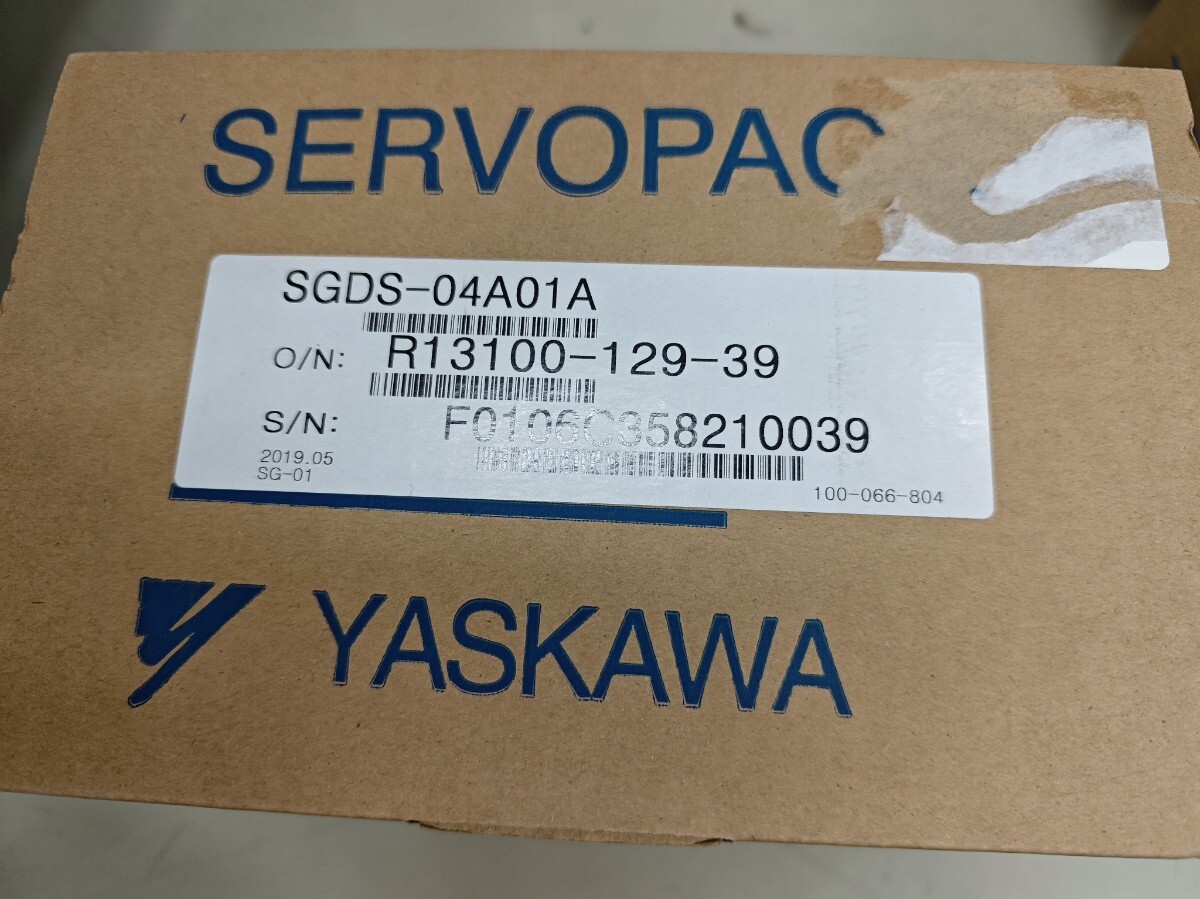 SERVOPAC
SGDS-04A01A
O/N: R13100-129-39
S/N: F0106C358210039
2019.05
SG-01
100-066-804
YASKAWA